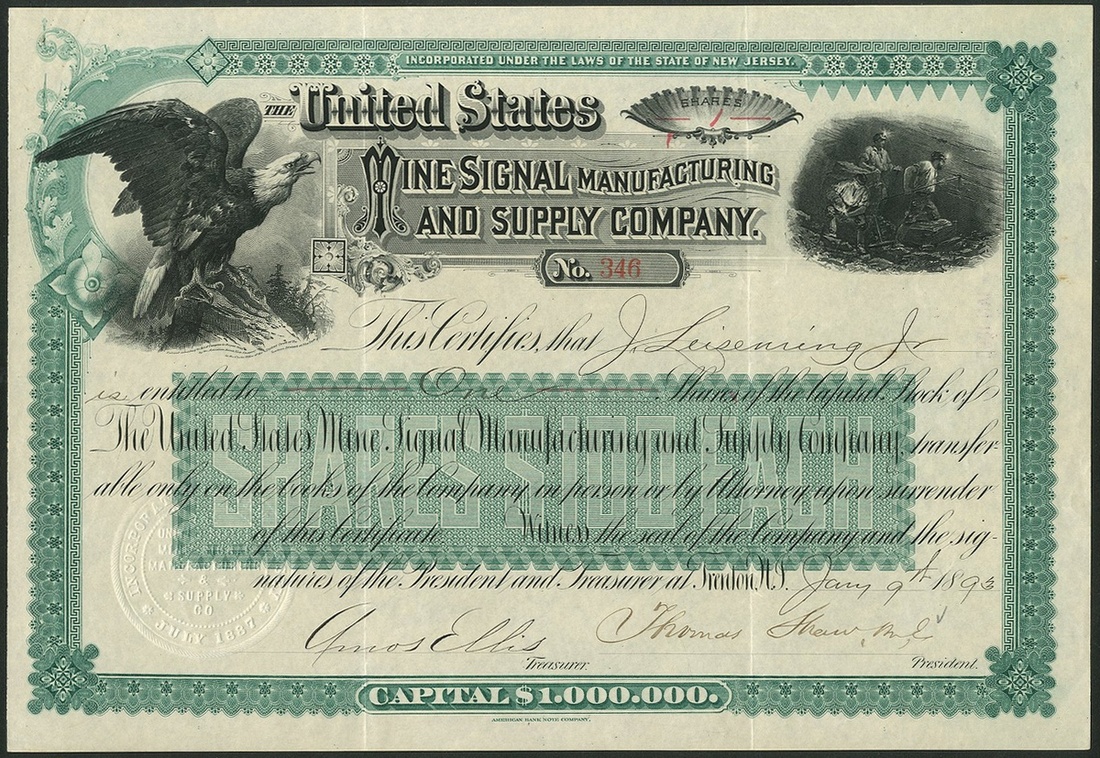 INCORPORATED UNDER THE LAWS OF THE STATE OF NEW JERSEY.
THE United States
SHARES
1
MINE SIGNAL MANUFACTURING
AND SUPPLY COMPANY.
No. 346
This Certifies, that J. Leisenring Jr
is entitled to One Shares of the Capital Stock of
The United States Mine Signal Manufacturing and Supply Company, transfer-
able only on the books of the Company in person or by Attorney upon surrender
of this Certificate Witness the seal of the Company and the sig-
natures of the President and Treasurer at Trenton, N.J. Jany 9th 1893
SHARES $100 EACH
INCORPORATED
MANUFACTURING
&
SUPPLY
CO
JULY 1887
Amos Ellis Treasurer Thomas Shaw President.
CAPITAL $1.000.000.
AMERICAN BANK NOTE COMPANY.